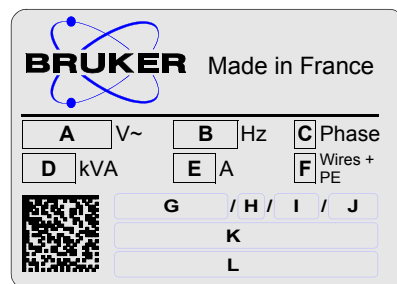 BRUKER Made in France
A V~ B Hz C Phase
D kVA E A F Wires + PE
G / H / I / J
K
L